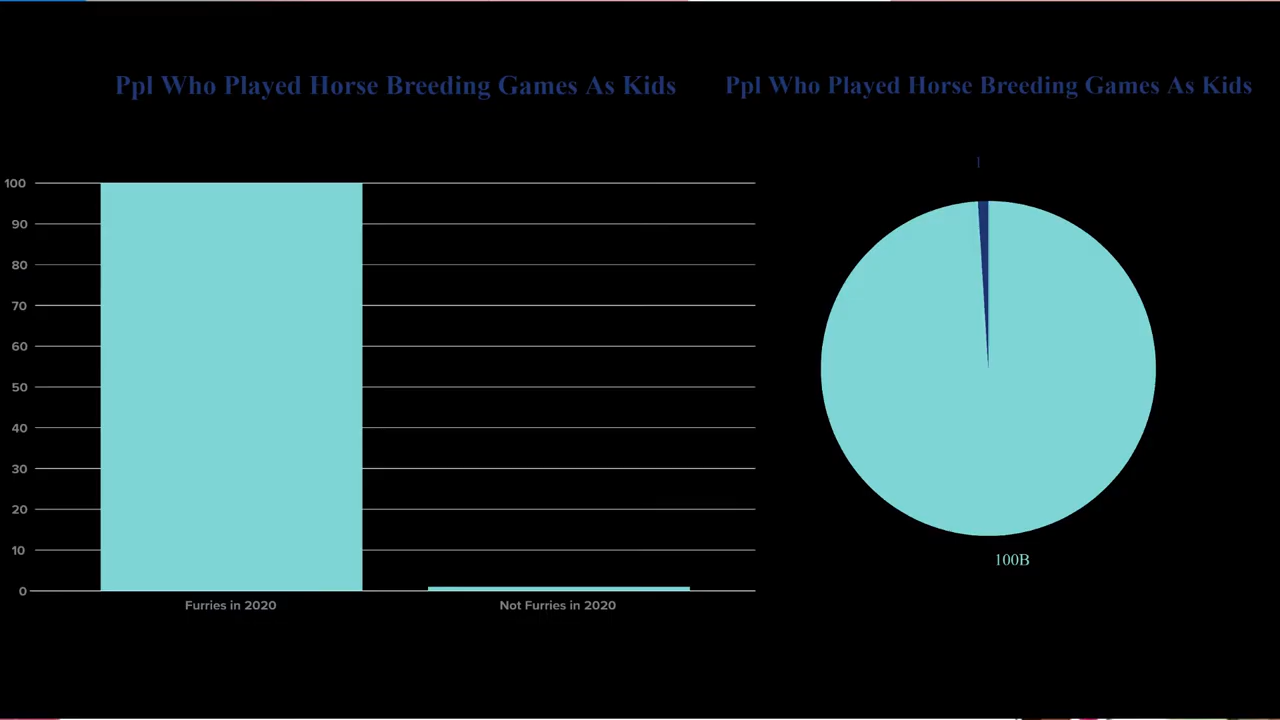 Ppl Who Played Horse Breeding Games As Kids
100
90
80
70
60
50
40
30
20
10
0
Furries in 2020
Not Furries in 2020
Ppl Who Played Horse Breeding Games As Kids
1
100B